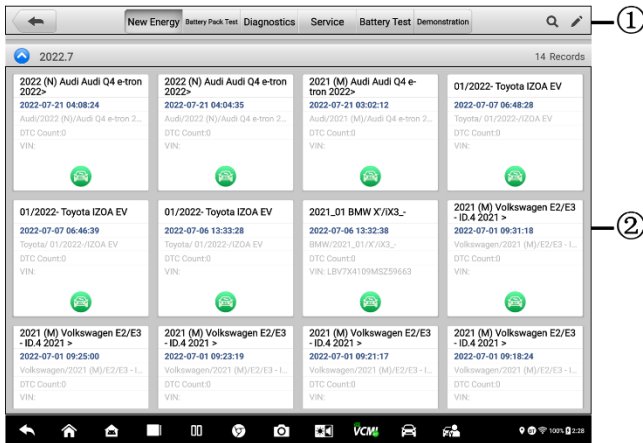 New Energy Battery Pack Test Diagnostics Service Battery Test Demonstration
①
2022.7 14 Records
2022 (N) Audi Audi Q4 e-tron
2022>
2022-07-21 04:08:24
Audi/2022 (N)/Audi Q4 e-tron 2...
DTC Count:0
VIN:
2022 (N) Audi Audi Q4 e-tron
2022>
2022-07-21 04:04:35
Audi/2022 (N)/Audi Q4 e-tron 2...
DTC Count:0
VIN:
2021 (M) Audi Audi Q4 e-
tron 2022>
2022-07-21 03:02:12
Audi/2021 (M)/Audi Q4 e-tron 2...
DTC Count:0
VIN:
01/2022- Toyota IZOA EV
2022-07-07 06:48:28
Toyota/ 01/2022-/IZOA EV
DTC Count:0
VIN:
01/2022- Toyota IZOA EV
2022-07-07 06:46:39
Toyota/ 01/2022-/IZOA EV
DTC Count:0
VIN:
01/2022- Toyota IZOA EV
2022-07-06 13:33:28
Toyota/ 01/2022-/IZOA EV
DTC Count:0
VIN:
2021_01 BMW X'/iX3_-
2022-07-06 13:32:38
BMW/2021_01/X'/iX3_-
DTC Count:0
VIN: LBV7X4109MSZ59663
2021 (M) Volkswagen E2/E3
- ID.4 2021 >
2022-07-01 09:31:18
Volkswagen/2021 (M)/E2/E3 - I...
DTC Count:0
VIN:
②
2021 (M) Volkswagen E2/E3
- ID.4 2021 >
2022-07-01 09:25:00
Volkswagen/2021 (M)/E2/E3 - I...
DTC Count:0
VIN:
2021 (M) Volkswagen E2/E3
- ID.4 2021 >
2022-07-01 09:23:19
Volkswagen/2021 (M)/E2/E3 - I...
DTC Count:0
VIN:
2021 (M) Volkswagen E2/E3
- ID.4 2021 >
2022-07-01 09:21:17
Volkswagen/2021 (M)/E2/E3 - I...
DTC Count:0
VIN:
2021 (M) Volkswagen E2/E3
- ID.4 2021 >
2022-07-01 09:18:24
Volkswagen/2021 (M)/E2/E3 - I...
DTC Count:0
VIN:
VCMI 100% 2:28